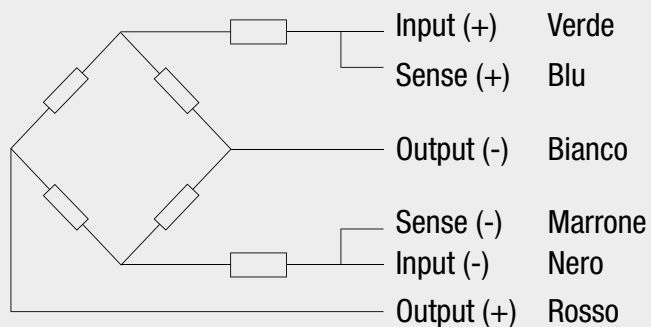 Input (+) Verde
Sense (+) Blu
Output (-) Bianco
Sense (-) Marrone
Input (-) Nero
Output (+) Rosso